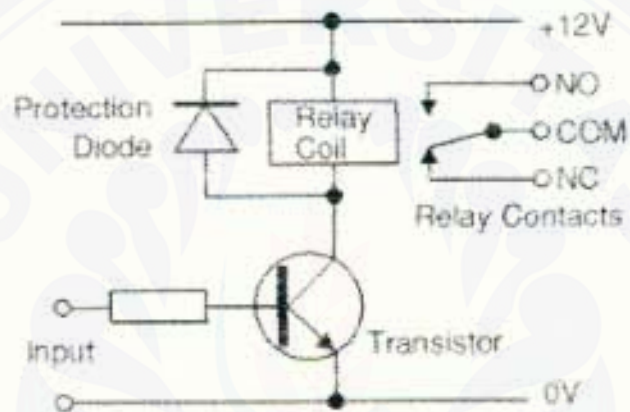 +12V
Protection
Diode
Relay
Coil
NO
COM
NC
Relay Contacts
Input
Transistor
0V